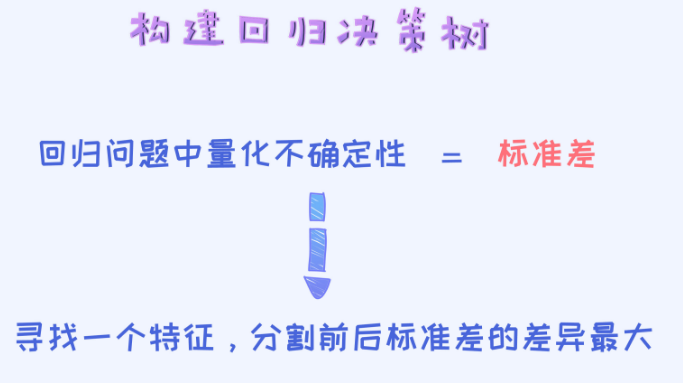 构建回归决策树
回归问题中量化不确定性 = 标准差
寻找一个特征，分割前后标准差的差异最大